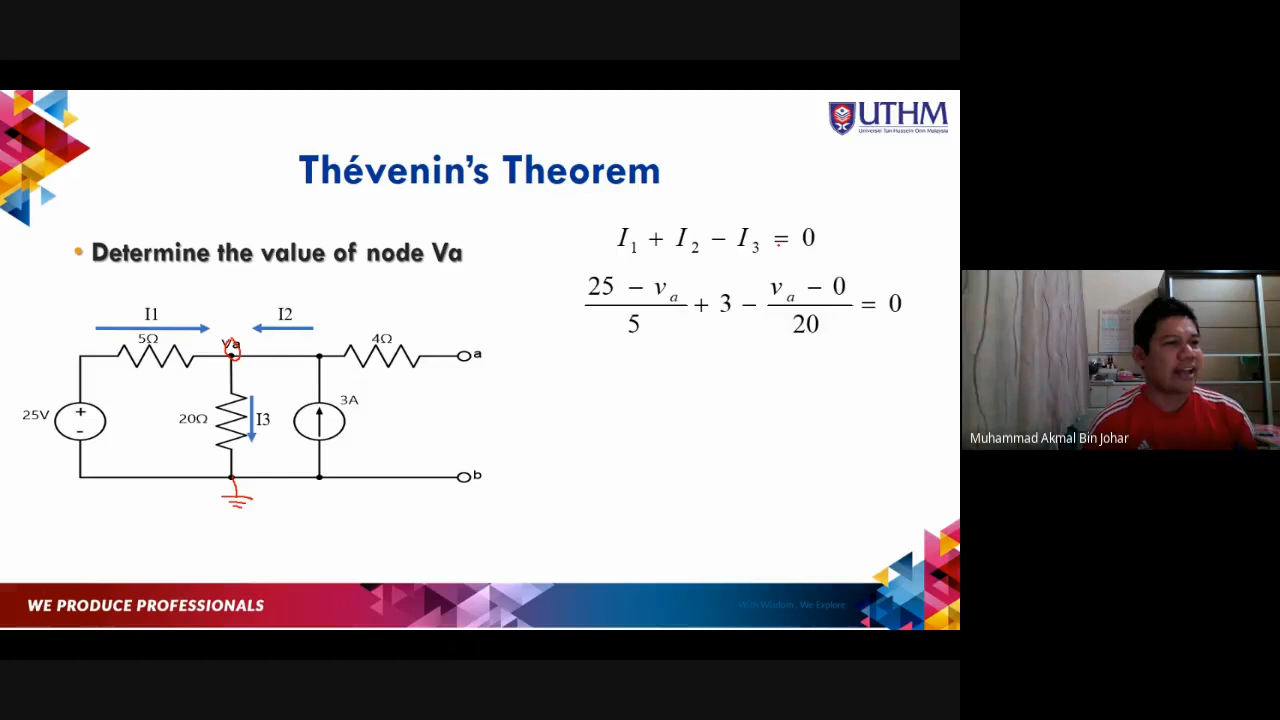 UTHM
Universiti Tun Hussein Onn Malaysia
Thévenin's Theorem
• Determine the value of node Va
I₁ + I₂ − I₃ = 0
(25 − vₐ)/5 + 3 − (vₐ − 0)/20 = 0
I1 I2
5Ω Va 4Ω a
25V + - 20Ω I3 3A
b
Muhammad Akmal Bin Johar
WE PRODUCE PROFESSIONALS
With Wisdom We Explore